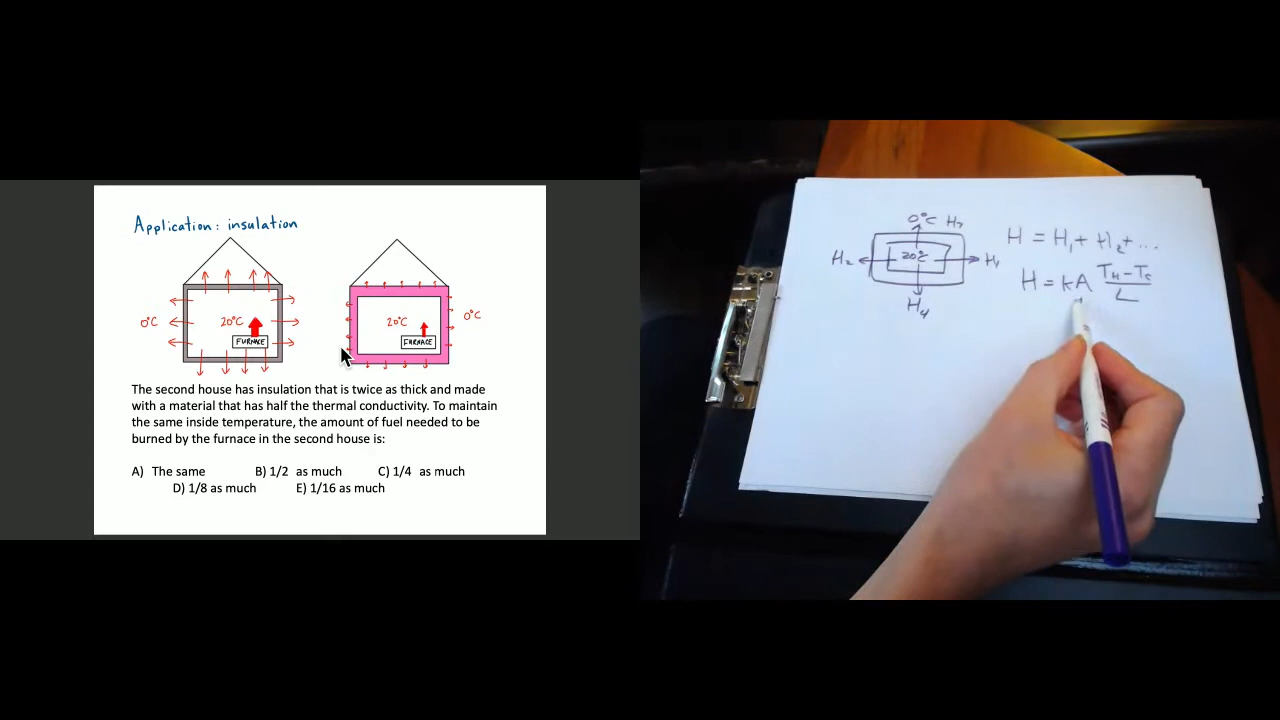 Application: insulation
0°C
20°C
FURNACE
20°C
FURNACE
0°C
The second house has insulation that is twice as thick and made
with a material that has half the thermal conductivity. To maintain
the same inside temperature, the amount of fuel needed to be
burned by the furnace in the second house is:
A) The same B) 1/2 as much C) 1/4 as much
D) 1/8 as much E) 1/16 as much
0°C H₃
H₂ 20°C H₁
H₄
H = H₁ + H₂ + ...
H = kA (T_H - T_C)/L